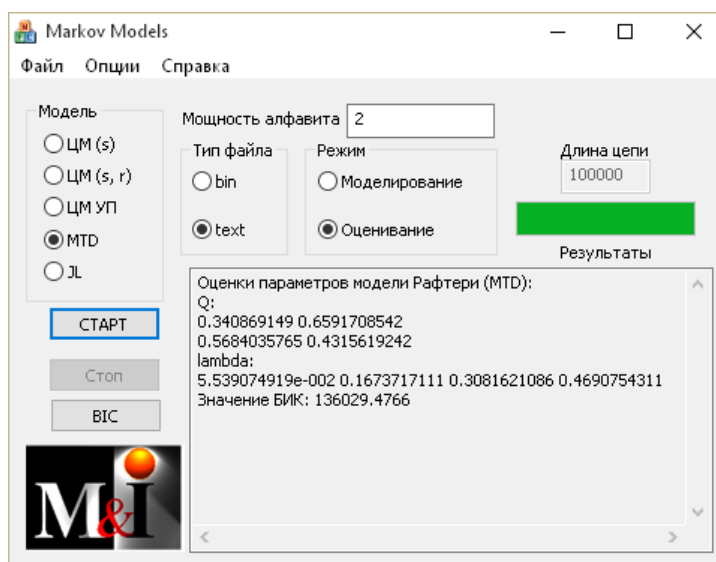 Markov Models
Файл Опции Справка
Модель
ЦМ (s)
ЦМ (s, r)
ЦМ УП
MTD
JL
СТАРТ
Стоп
BIC
M&I
Мощность алфавита 2
Тип файла
bin
text
Режим
Моделирование
Оценивание
Длина цепи
100000
Результаты
Оценки параметров модели Рафтери (MTD):
Q:
0.340869149 0.6591708542
0.5684035765 0.4315619242
lambda:
5.539074919e-002 0.1673717111 0.3081621086 0.4690754311
Значение БИК: 136029.4766